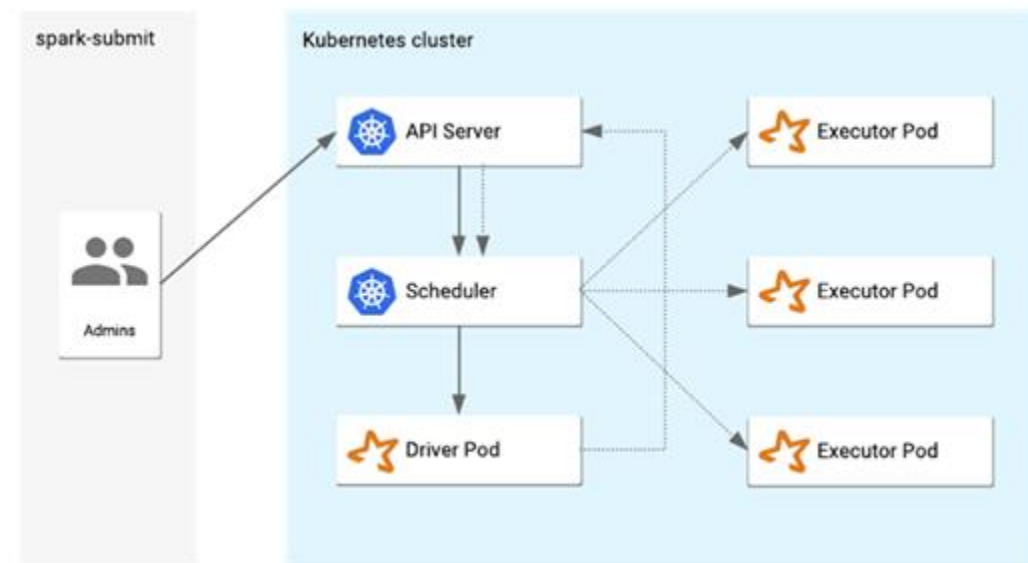 spark-submit
Kubernetes cluster
API Server
Executor Pod
Admins
Scheduler
Executor Pod
Driver Pod
Executor Pod